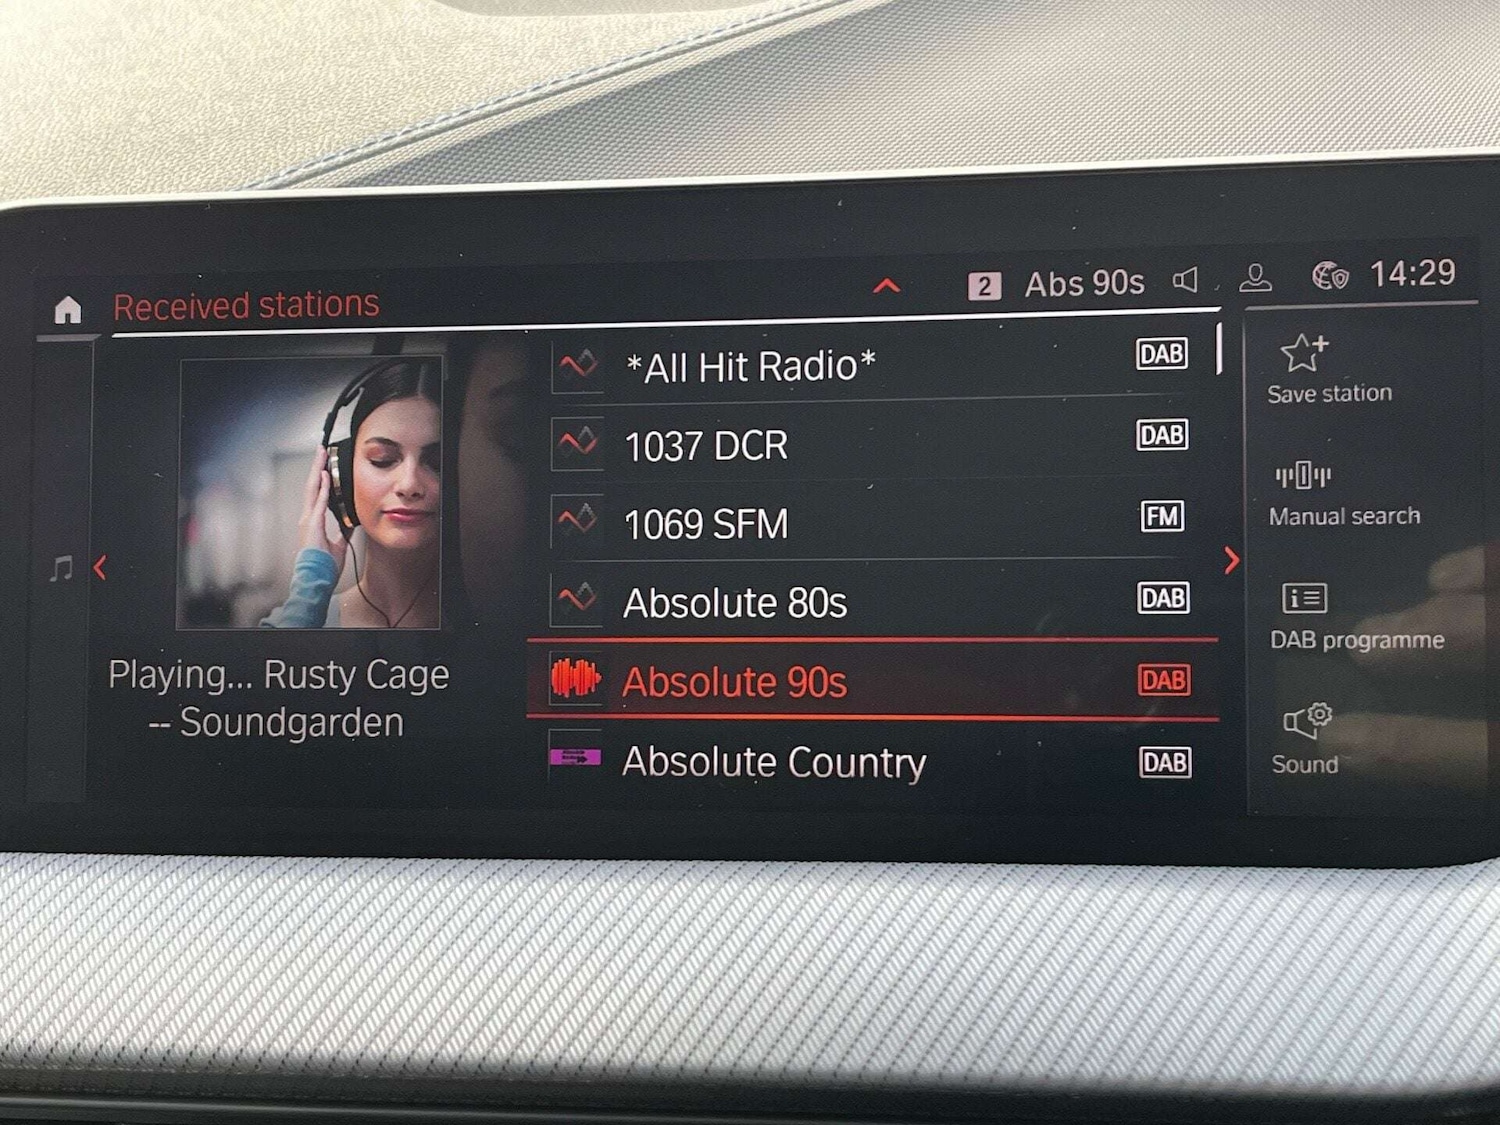 Received stations
2 Abs 90s 14:29
*All Hit Radio* DAB
1037 DCR DAB
1069 SFM FM
Absolute 80s DAB
Absolute 90s DAB
Absolute Country DAB
Playing... Rusty Cage
-- Soundgarden
Save station
Manual search
DAB programme
Sound